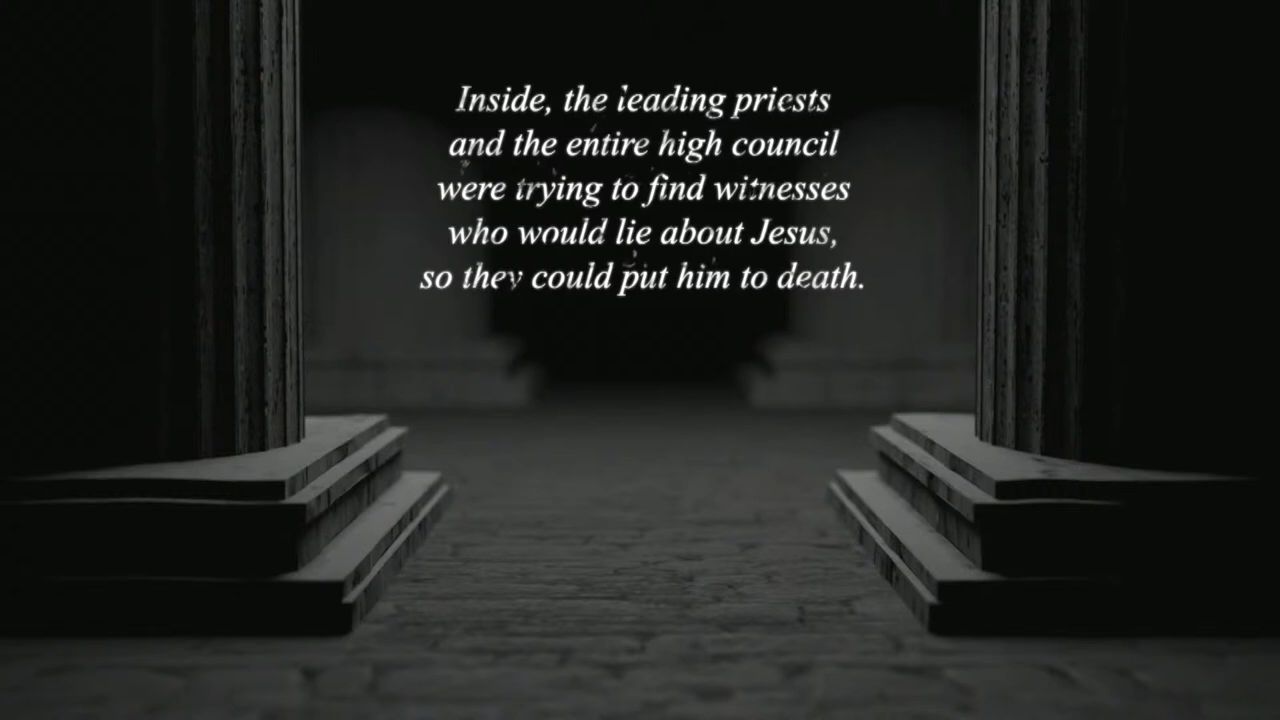 Inside, the leading priests
and the entire high council
were trying to find witnesses
who would lie about Jesus,
so they could put him to death.